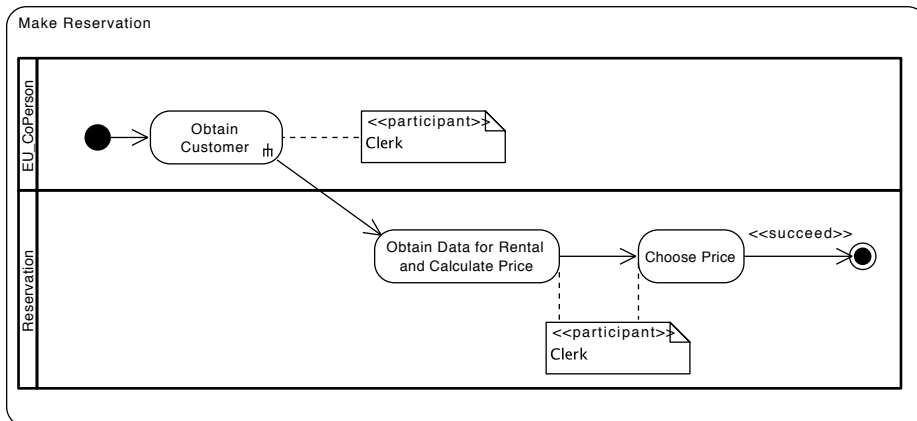 Make Reservation
EU_CoPerson
Obtain
Customer
<<participant>>
Clerk
Reservation
Obtain Data for Rental
and Calculate Price
Choose Price
<<succeed>>
<<participant>>
Clerk